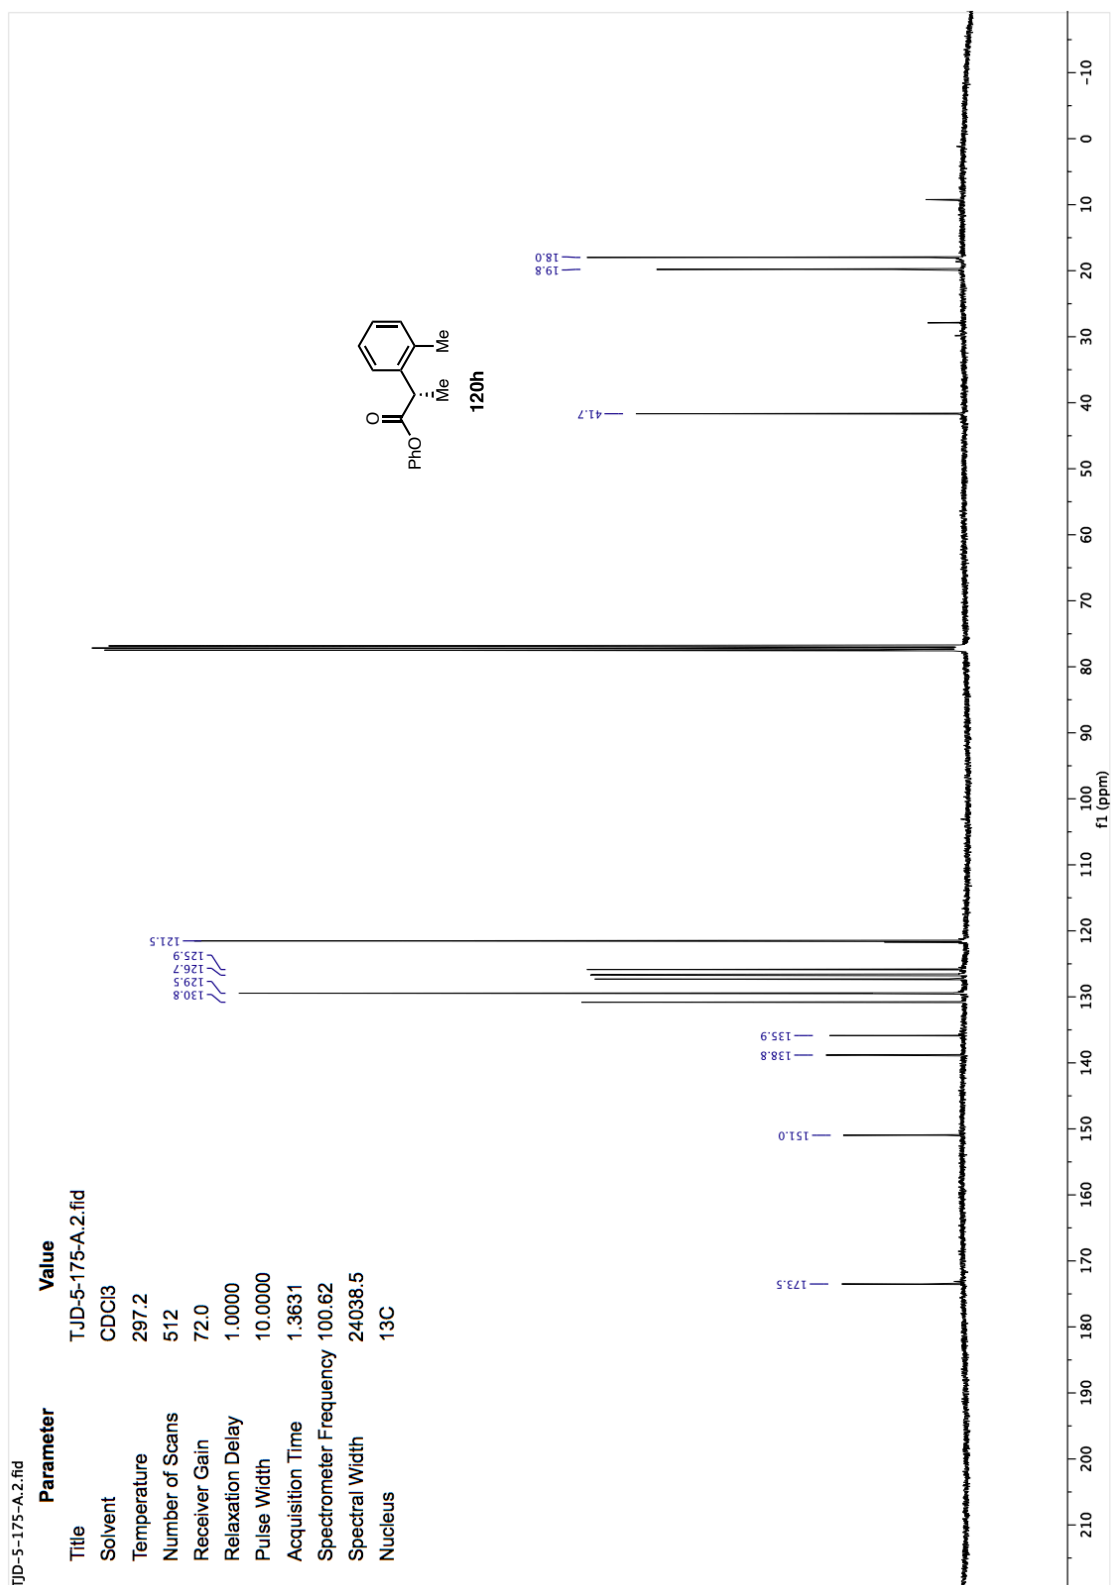 TJD-5-175-A.2.fid
Parameter Value
Title TJD-5-175-A.2.fid
Solvent CDCl3
Temperature 297.2
Number of Scans 512
Receiver Gain 72.0
Relaxation Delay 1.0000
Pulse Width 10.0000
Acquisition Time 1.3631
Spectrometer Frequency 100.62
Spectral Width 24038.5
Nucleus 13C
173.5
151.0
138.8
135.9
130.8
129.5
126.7
125.9
121.5
41.7
19.8
18.0
O
PhO
Me
Me
120h
210 200 190 180 170 160 150 140 130 120 110 100 90 80 70 60 50 40 30 20 10 0 -10
f1 (ppm)